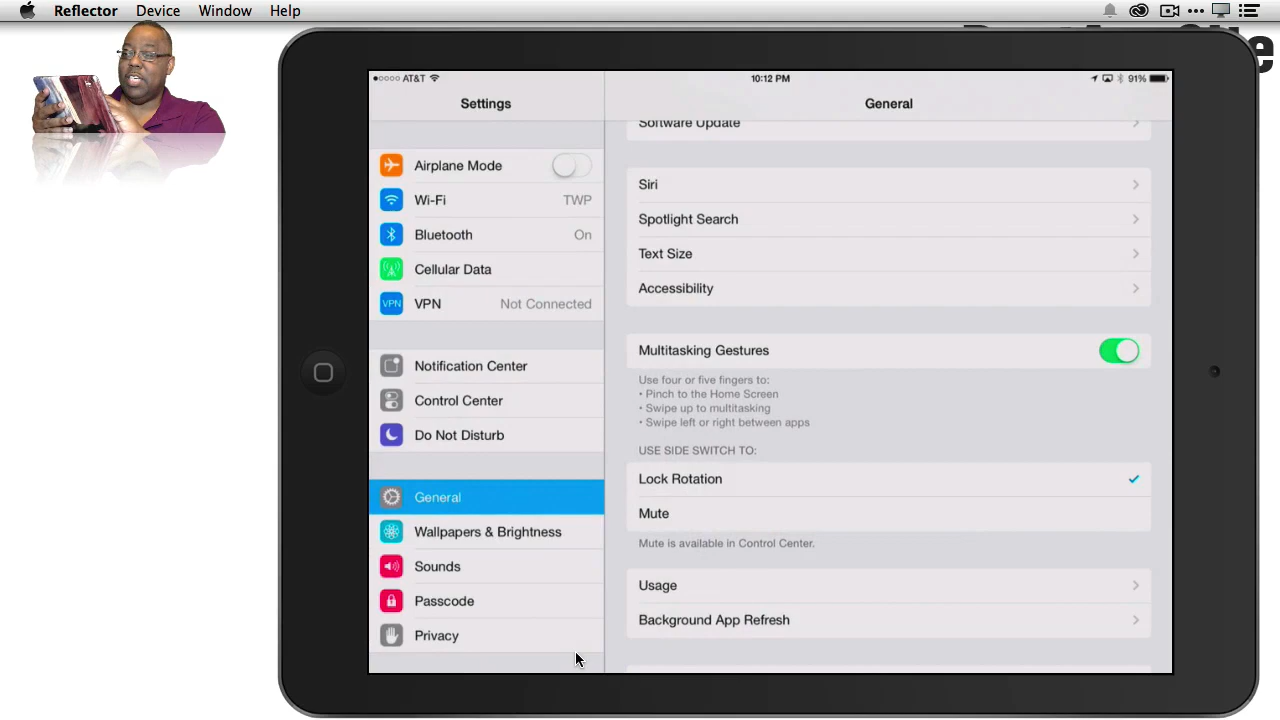 Reflector Device Window Help
AT&T 10:12 PM 91%
Settings
General
Airplane Mode
Wi-Fi TWP
Bluetooth On
Cellular Data
VPN VPN Not Connected
Notification Center
Control Center
Do Not Disturb
General
Wallpapers & Brightness
Sounds
Passcode
Privacy
Software Update
Siri
Spotlight Search
Text Size
Accessibility
Multitasking Gestures
Use four or five fingers to:
• Pinch to the Home Screen
• Swipe up to multitasking
• Swipe left or right between apps
USE SIDE SWITCH TO:
Lock Rotation
Mute
Mute is available in Control Center.
Usage
Background App Refresh